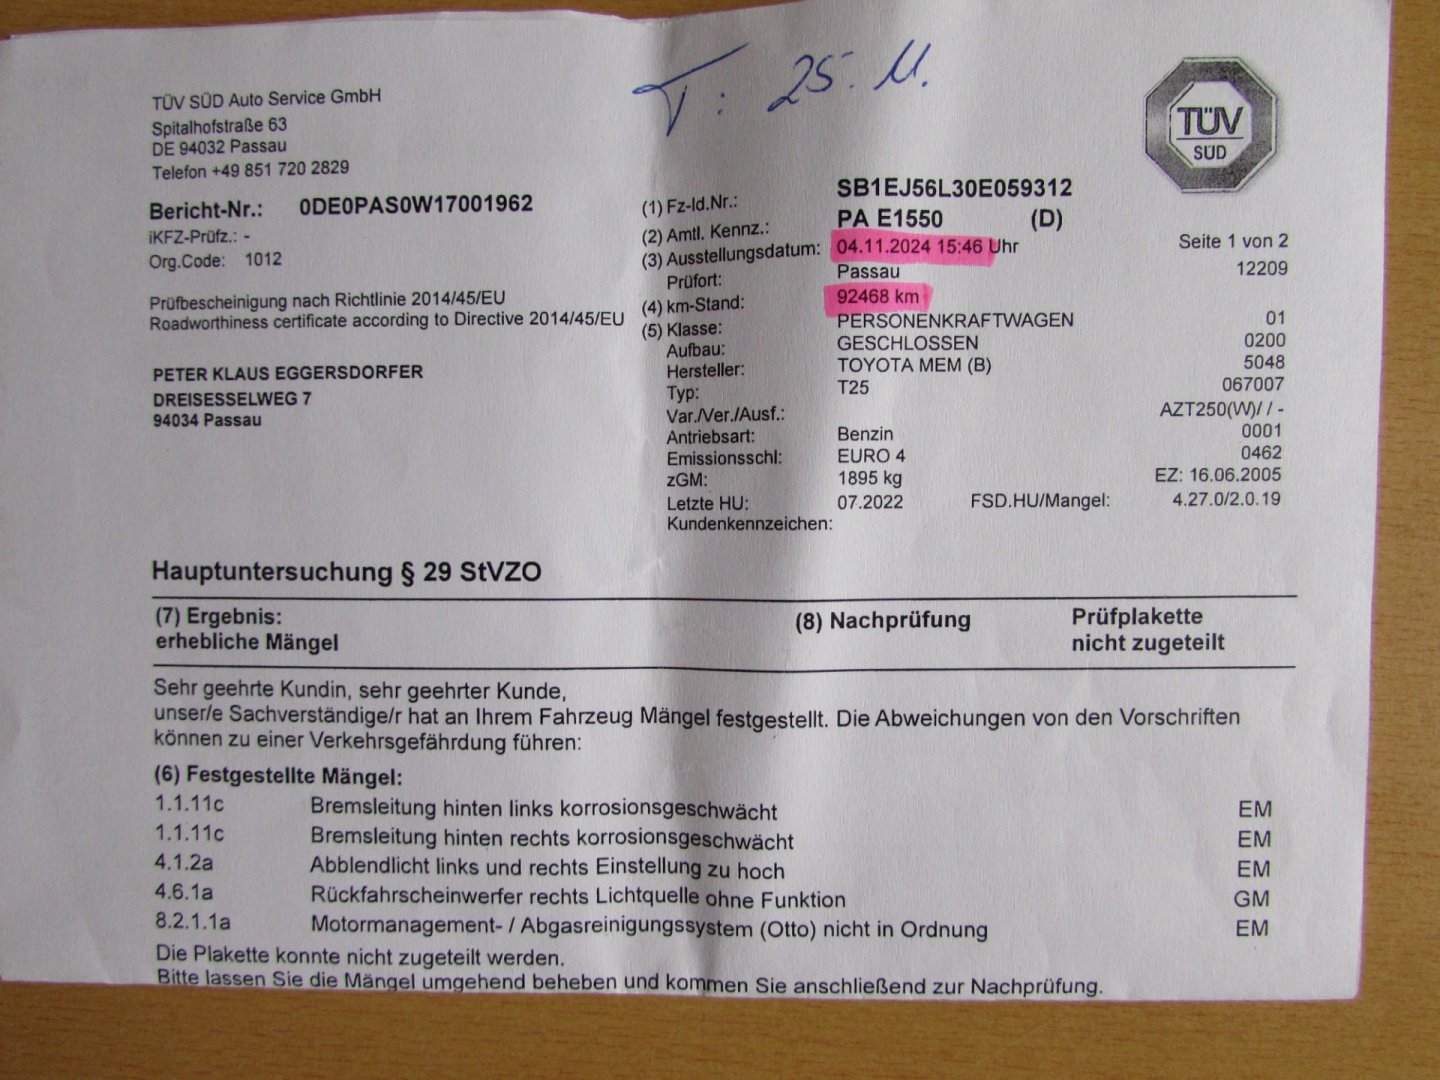 T: 25. 11.
TÜV SÜD Auto Service GmbH
Spitalhofstraße 63
DE 94032 Passau
Telefon +49 851 720 2829
TÜV
SÜD
Bericht-Nr.: 0DE0PAS0W17001962
iKFZ-Prüfz.: -
Org.Code: 1012
Prüfbescheinigung nach Richtlinie 2014/45/EU
Roadworthiness certificate according to Directive 2014/45/EU
PETER KLAUS EGGERSDORFER
DREISESSELWEG 7
94034 Passau
(1) Fz-Id.Nr.: SB1EJ56L30E059312
(2) Amtl. Kennz.: PA E1550 (D)
(3) Ausstellungsdatum: 04.11.2024 15:46 Uhr Seite 1 von 2
Prüfort: Passau 12209
(4) km-Stand: 92468 km
(5) Klasse: PERSONENKRAFTWAGEN 01
Aufbau: GESCHLOSSEN 0200
Hersteller: TOYOTA MEM (B) 5048
Typ: T25 067007
Var./Ver./Ausf.: AZT250(W)/ / -
Antriebsart: Benzin 0001
Emissionsschl: EURO 4 0462
zGM: 1895 kg EZ: 16.06.2005
Letzte HU: 07.2022 FSD.HU/Mangel: 4.27.0/2.0.19
Kundenkennzeichen:
Hauptuntersuchung § 29 StVZO
(7) Ergebnis: (8) Nachprüfung Prüfplakette
erhebliche Mängel nicht zugeteilt
Sehr geehrte Kundin, sehr geehrter Kunde,
unser/e Sachverständige/r hat an Ihrem Fahrzeug Mängel festgestellt. Die Abweichungen von den Vorschriften
können zu einer Verkehrsgefährdung führen:
(6) Festgestellte Mängel:
1.1.11c Bremsleitung hinten links korrosionsgeschwächt EM
1.1.11c Bremsleitung hinten rechts korrosionsgeschwächt EM
4.1.2a Abblendlicht links und rechts Einstellung zu hoch EM
4.6.1a Rückfahrscheinwerfer rechts Lichtquelle ohne Funktion GM
8.2.1.1a Motormanagement- / Abgasreinigungssystem (Otto) nicht in Ordnung EM
Die Plakette konnte nicht zugeteilt werden.
Bitte lassen Sie die Mängel umgehend beheben und kommen Sie anschließend zur Nachprüfung.